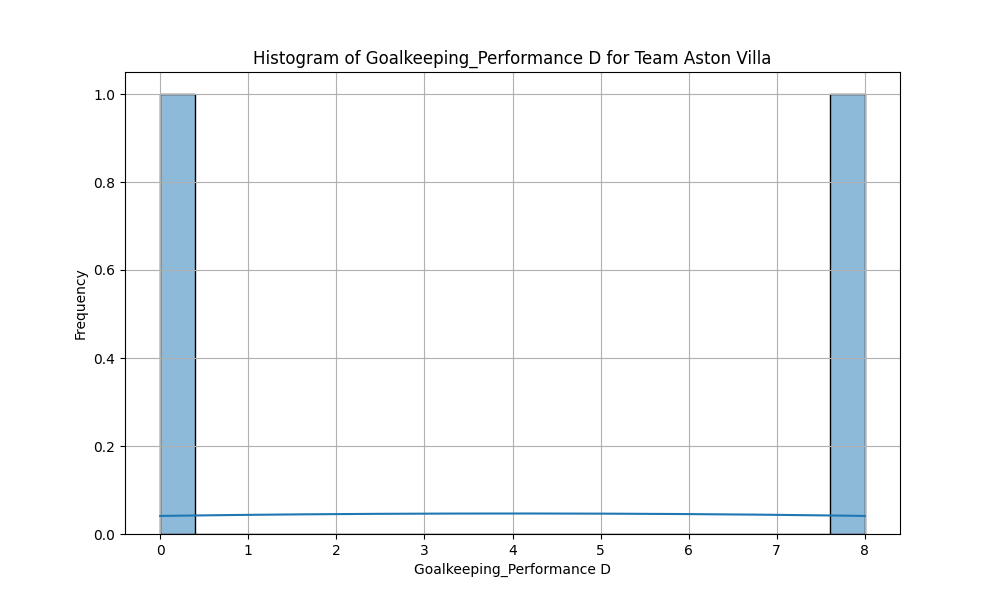 Histogram of Goalkeeping_Performance D for Team Aston Villa
Frequency
1.0
0.8
0.6
0.4
0.2
0.0
0 1 2 3 4 5 6 7 8
Goalkeeping_Performance D